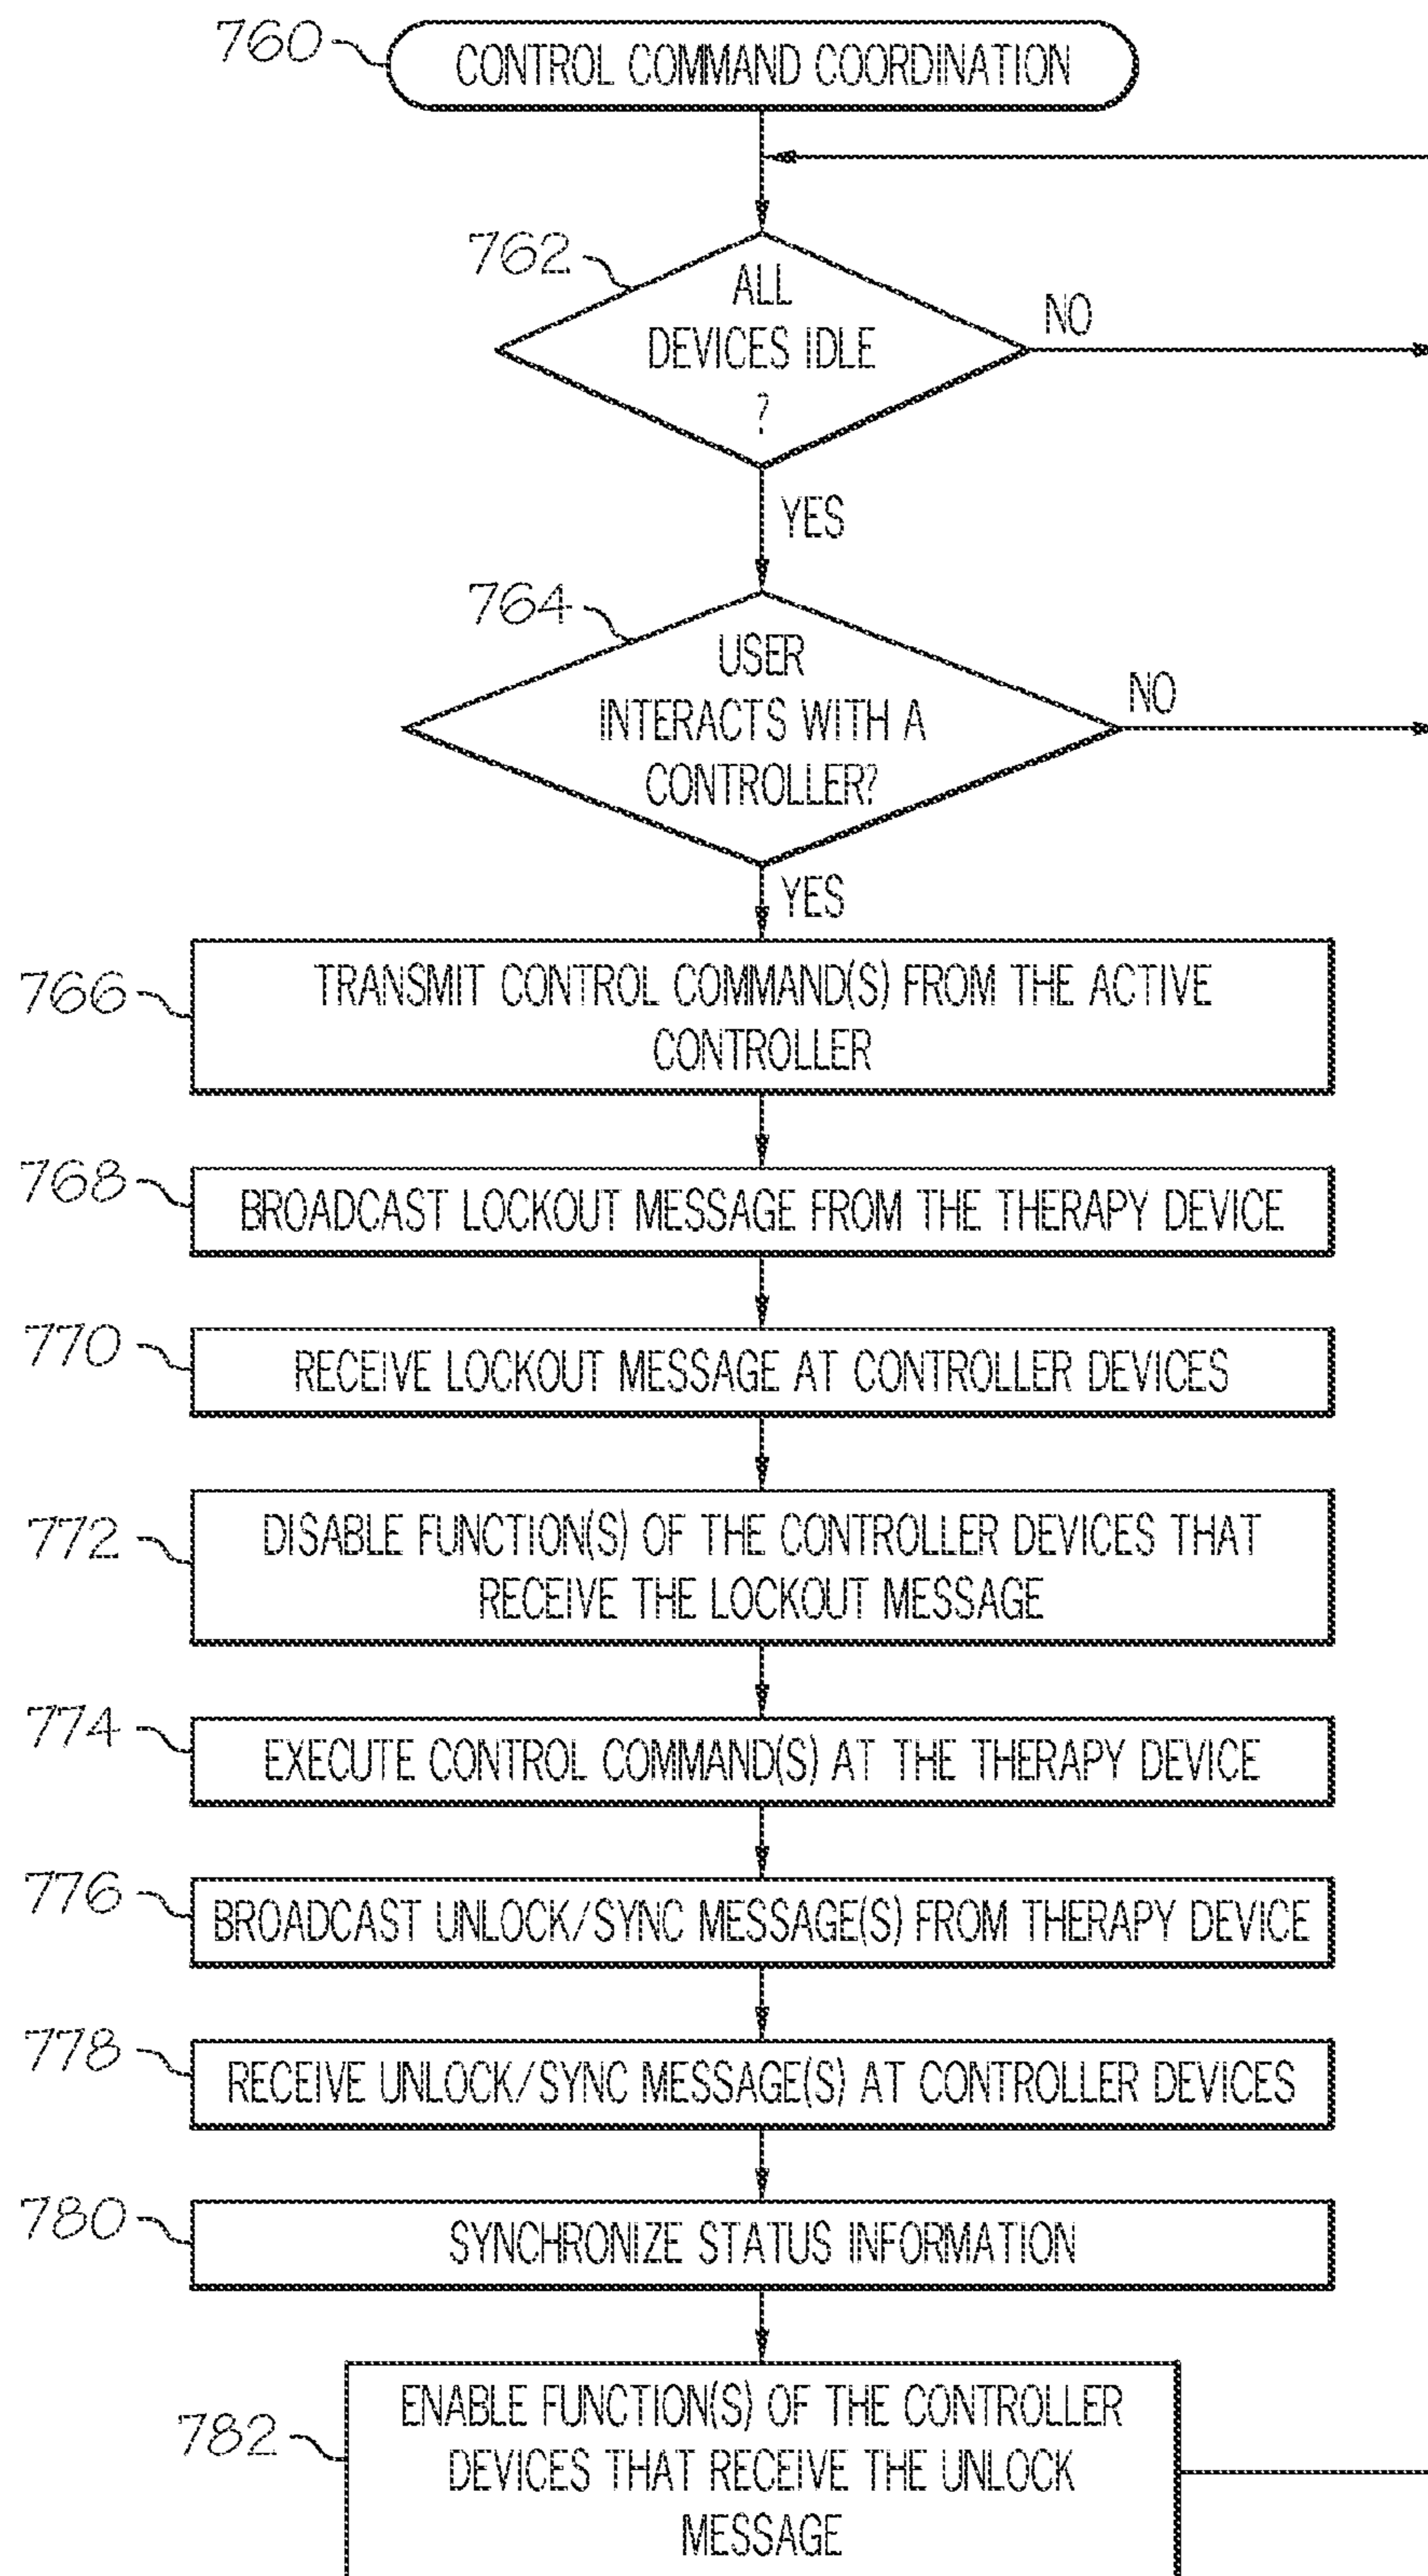 760
CONTROL COMMAND COORDINATION
762
ALL
DEVICES IDLE
?
NO
YES
764
USER
INTERACTS WITH A
CONTROLLER?
NO
YES
766
TRANSMIT CONTROL COMMAND(S) FROM THE ACTIVE
CONTROLLER
768
BROADCAST LOCKOUT MESSAGE FROM THE THERAPY DEVICE
770
RECEIVE LOCKOUT MESSAGE AT CONTROLLER DEVICES
772
DISABLE FUNCTION(S) OF THE CONTROLLER DEVICES THAT
RECEIVE THE LOCKOUT MESSAGE
774
EXECUTE CONTROL COMMAND(S) AT THE THERAPY DEVICE
776
BROADCAST UNLOCK/SYNC MESSAGE(S) FROM THERAPY DEVICE
778
RECEIVE UNLOCK/SYNC MESSAGE(S) AT CONTROLLER DEVICES
780
SYNCHRONIZE STATUS INFORMATION
782
ENABLE FUNCTION(S) OF THE CONTROLLER
DEVICES THAT RECEIVE THE UNLOCK
MESSAGE